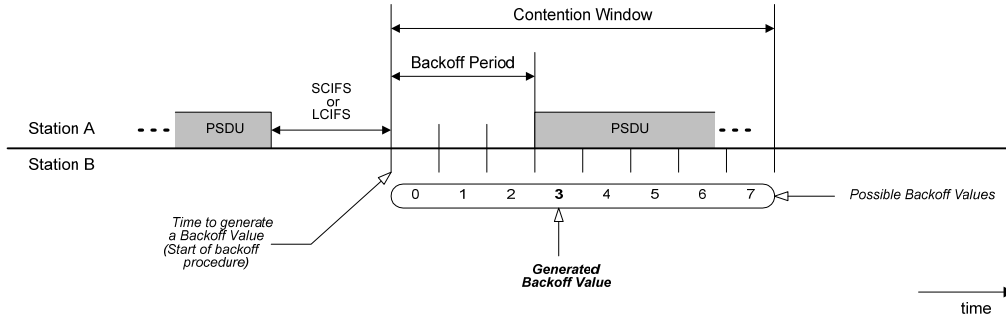 Contention Window
Backoff Period
SCIFS
or
LCIFS
Station A
PSDU
PSDU
Station B
0 1 2 3 4 5 6 7
Possible Backoff Values
Time to generate
a Backoff Value
(Start of backoff
procedure)
Generated
Backoff Value
time